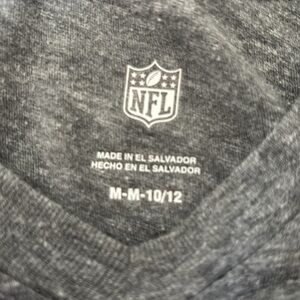 NFL
MADE IN EL SALVADOR
HECHO EN EL SALVADOR
M-M-10/12